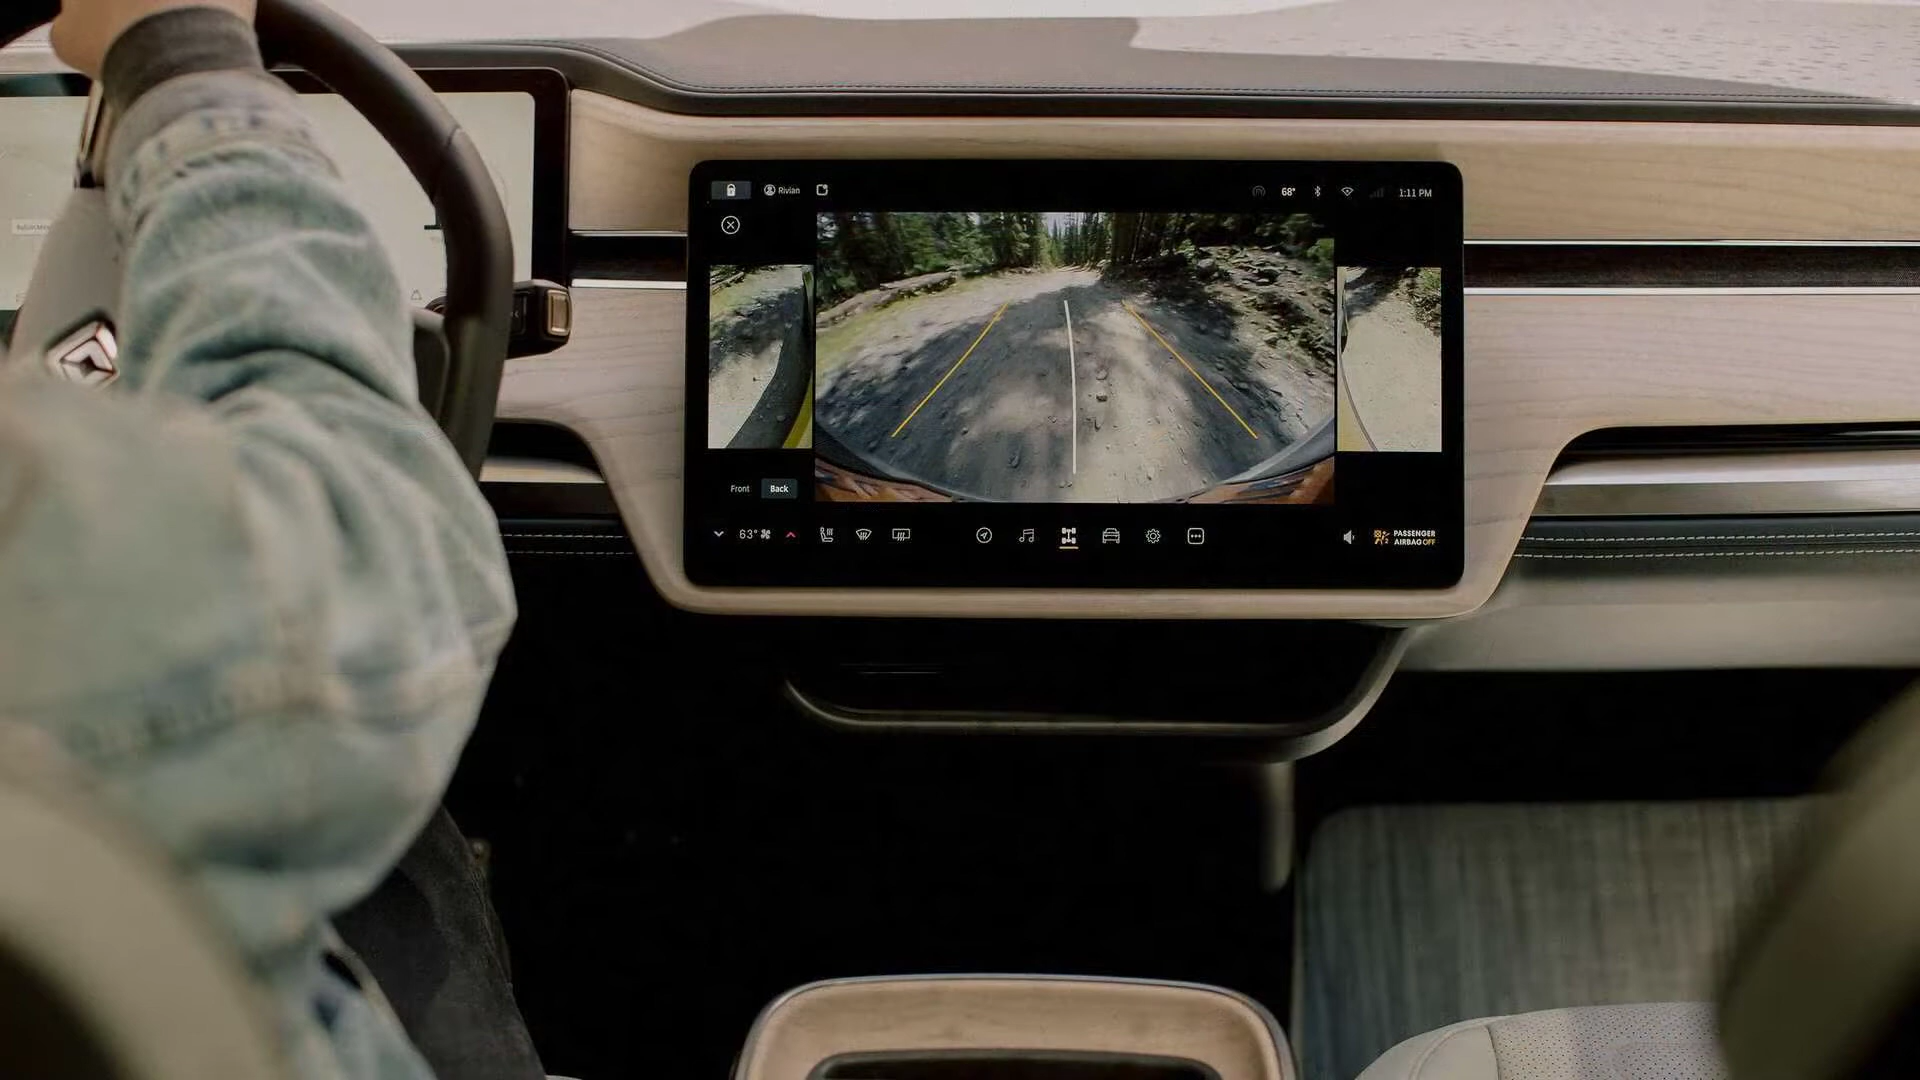 Rivian
68°
1:11 PM
Front
Back
63°
PASSENGER
AIRBAG OFF